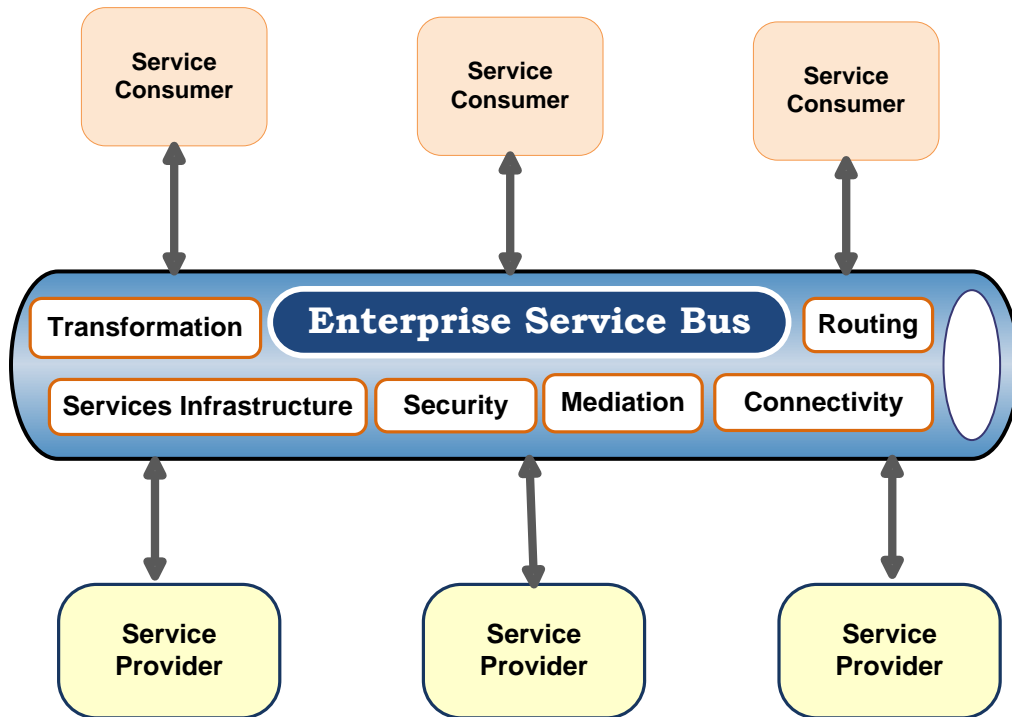 Service
Consumer
Service
Consumer
Service
Consumer
Transformation
Enterprise Service Bus
Routing
Services Infrastructure
Security
Mediation
Connectivity
Service
Provider
Service
Provider
Service
Provider